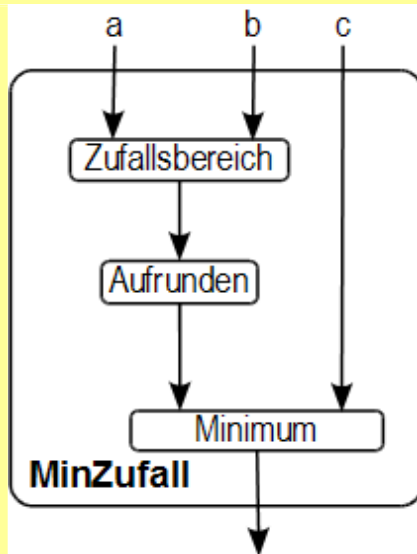 a b c
Zufallsbereich
Aufrunden
Minimum
MinZufall